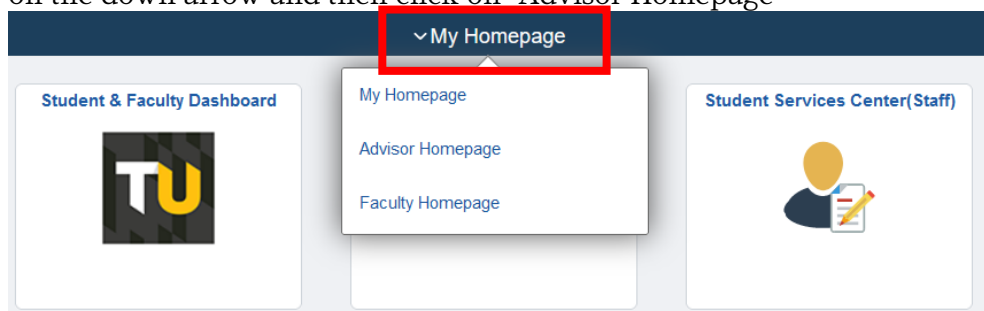 on the down arrow and then click on "Advisor Homepage"
My Homepage
Student & Faculty Dashboard
TU
My Homepage
Advisor Homepage
Faculty Homepage
Student Services Center(Staff)